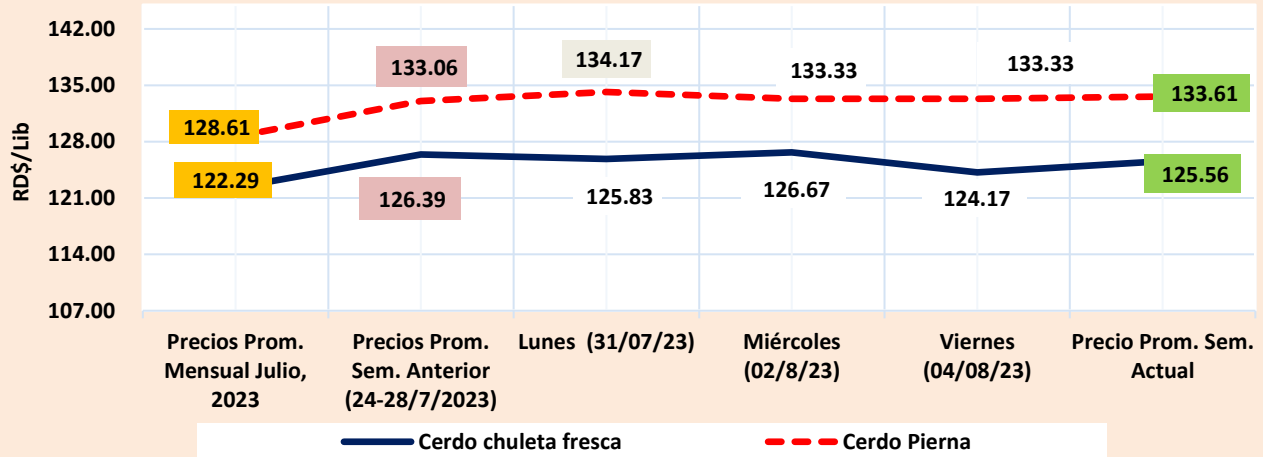 142.00
135.00
128.00
121.00
114.00
107.00
RD$/Lib
128.61
133.06
134.17
133.33
133.33
133.61
122.29
126.39
125.83
126.67
124.17
125.56
Precios Prom.
Mensual Julio,
2023
Precios Prom.
Sem. Anterior
(24-28/7/2023)
Lunes (31/07/23)
Miércoles
(02/8/23)
Viernes
(04/08/23)
Precio Prom. Sem.
Actual
Cerdo chuleta fresca
Cerdo Pierna